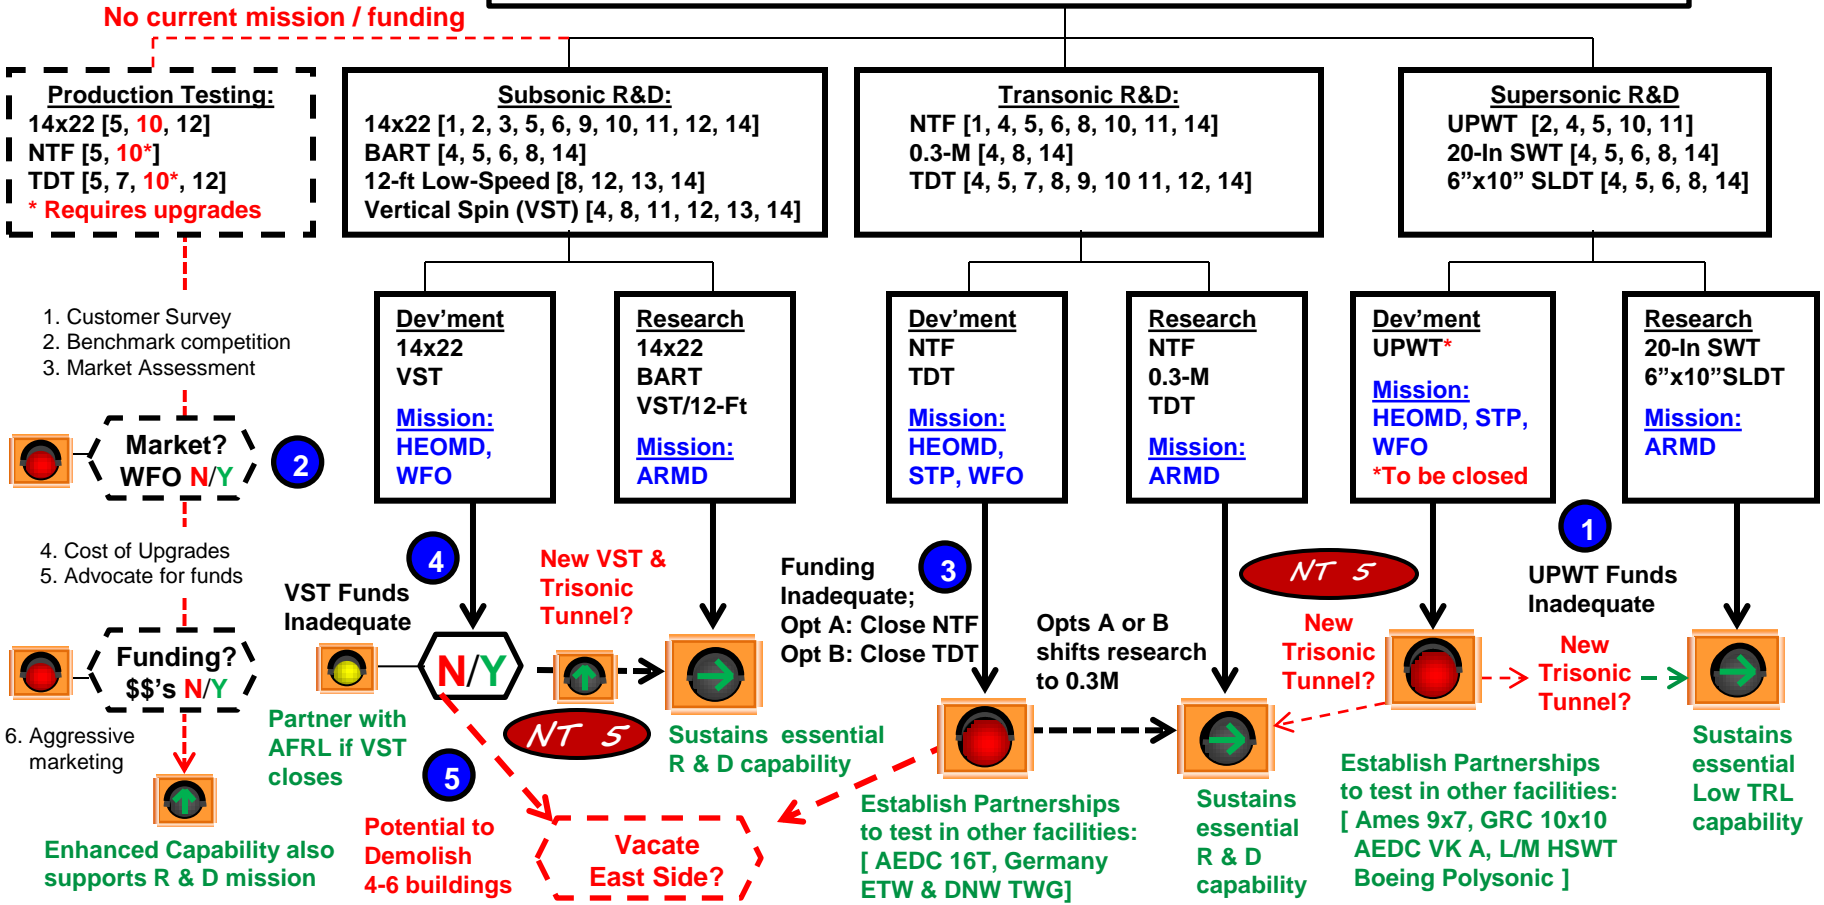 No current mission / funding
Production Testing:
14x22 [5, 10, 12]
NTF [5, 10*]
TDT [5, 7, 10*, 12]
* Requires upgrades
Subsonic R&D:
14x22 [1, 2, 3, 5, 6, 9, 10, 11, 12, 14]
BART [4, 5, 6, 8, 14]
12-ft Low-Speed [8, 12, 13, 14]
Vertical Spin (VST) [4, 8, 11, 12, 13, 14]
Transonic R&D:
NTF [1, 4, 5, 6, 8, 10, 11, 14]
0.3-M [4, 8, 14]
TDT [4, 5, 7, 8, 9, 10 11, 12, 14]
Supersonic R&D
UPWT [2, 4, 5, 10, 11]
20-In SWT [4, 5, 6, 8, 14]
6”x10” SLDT [4, 5, 6, 8, 14]
1. Customer Survey
2. Benchmark competition
3. Market Assessment
Market?
WFO N/Y
2
4. Cost of Upgrades
5. Advocate for funds
Funding?
$$'s N/Y
6. Aggressive
marketing
Enhanced Capability also
supports R & D mission
Dev’ment
14x22
VST
Mission:
HEOMD,
WFO
Research
14x22
BART
VST/12-Ft
Mission:
ARMD
Dev’ment
NTF
TDT
Mission:
HEOMD,
STP, WFO
Research
NTF
0.3-M
TDT
Mission:
ARMD
Dev’ment
UPWT*
Mission:
HEOMD, STP,
WFO
*To be closed
Research
20-In SWT
6”x10”SLDT
Mission:
ARMD
4
VST Funds
Inadequate
N/Y
Partner with
AFRL if VST
closes
New VST &
Trisonic
Tunnel?
NT 5
Sustains essential
R & D capability
5
Potential to
Demolish
4-6 buildings
Vacate
East Side?
Funding
Inadequate;
Opt A: Close NTF
Opt B: Close TDT
3
Opts A or B
shifts research
to 0.3M
Establish Partnerships
to test in other facilities:
[ AEDC 16T, Germany
ETW & DNW TWG]
Sustains
essential
R & D
capability
NT 5
1
UPWT Funds
Inadequate
New
Trisonic
Tunnel?
New
Trisonic
Tunnel?
Establish Partnerships
to test in other facilities:
[ Ames 9x7, GRC 10x10
AEDC VK A, L/M HSWT
Boeing Polysonic ]
Sustains
essential
Low TRL
capability